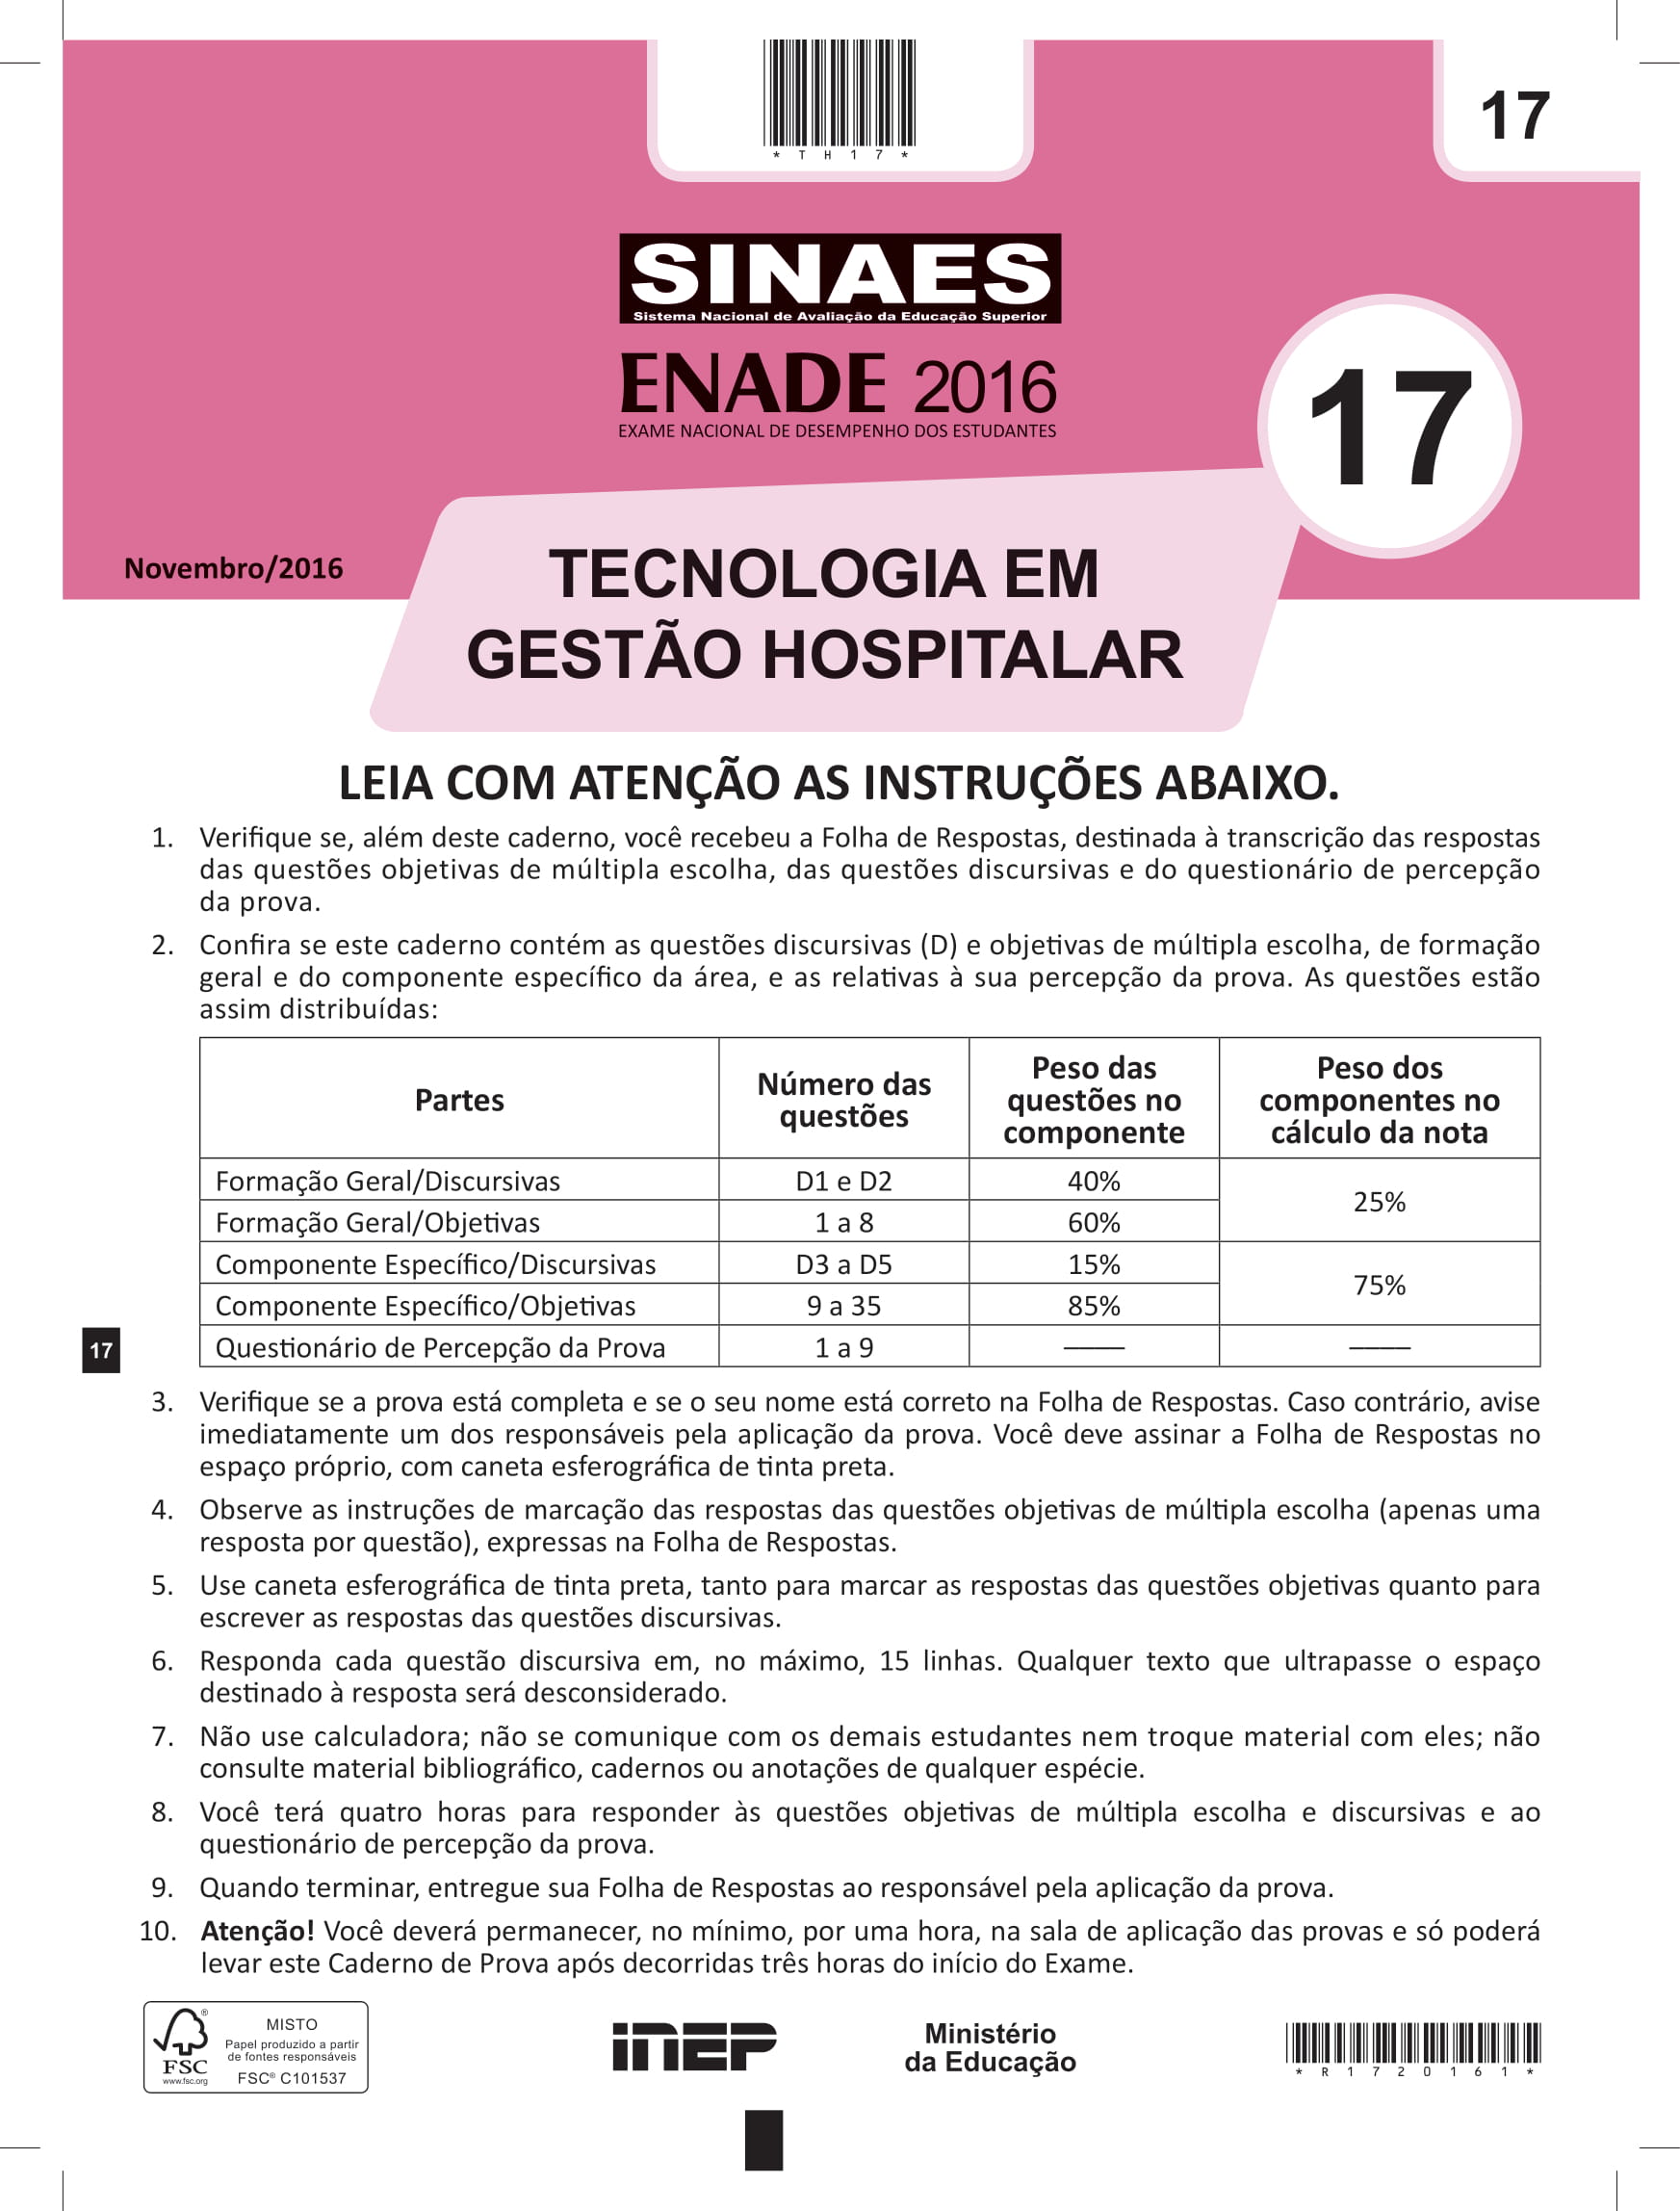 *TH17*
17
SINAES
Sistema Nacional de Avaliação da Educação Superior
ENADE 2016
EXAME NACIONAL DE DESEMPENHO DOS ESTUDANTES
17
Novembro/2016
TECNOLOGIA EM
GESTÃO HOSPITALAR
LEIA COM ATENÇÃO AS INSTRUÇÕES ABAIXO.
1. Verifique se, além deste caderno, você recebeu a Folha de Respostas, destinada à transcrição das respostas
das questões objetivas de múltipla escolha, das questões discursivas e do questionário de percepção
da prova.
2. Confira se este caderno contém as questões discursivas (D) e objetivas de múltipla escolha, de formação
geral e do componente específico da área, e as relativas à sua percepção da prova. As questões estão
assim distribuídas:
Partes
Número das
questões
Peso das
questões no
componente
Peso dos
componentes no
cálculo da nota
Formação Geral/Discursivas D1 e D2 40%
25%
Formação Geral/Objetivas 1 a 8 60%
Componente Específico/Discursivas D3 a D5 15%
75%
Componente Específico/Objetivas 9 a 35 85%
Questionário de Percepção da Prova 1 a 9 —— ——
17
3. Verifique se a prova está completa e se o seu nome está correto na Folha de Respostas. Caso contrário, avise
imediatamente um dos responsáveis pela aplicação da prova. Você deve assinar a Folha de Respostas no
espaço próprio, com caneta esferográfica de tinta preta.
4. Observe as instruções de marcação das respostas das questões objetivas de múltipla escolha (apenas uma
resposta por questão), expressas na Folha de Respostas.
5. Use caneta esferográfica de tinta preta, tanto para marcar as respostas das questões objetivas quanto para
escrever as respostas das questões discursivas.
6. Responda cada questão discursiva em, no máximo, 15 linhas. Qualquer texto que ultrapasse o espaço
destinado à resposta será desconsiderado.
7. Não use calculadora; não se comunique com os demais estudantes nem troque material com eles; não
consulte material bibliográfico, cadernos ou anotações de qualquer espécie.
8. Você terá quatro horas para responder às questões objetivas de múltipla escolha e discursivas e ao
questionário de percepção da prova.
9. Quando terminar, entregue sua Folha de Respostas ao responsável pela aplicação da prova.
10. Atenção! Você deverá permanecer, no mínimo, por uma hora, na sala de aplicação das provas e só poderá
levar este Caderno de Prova após decorridas três horas do início do Exame.
®
FSC
www.fsc.org
MISTO
Papel produzido a partir
de fontes responsáveis
FSC® C101537
INEP
Ministério
da Educação
*R1720161*